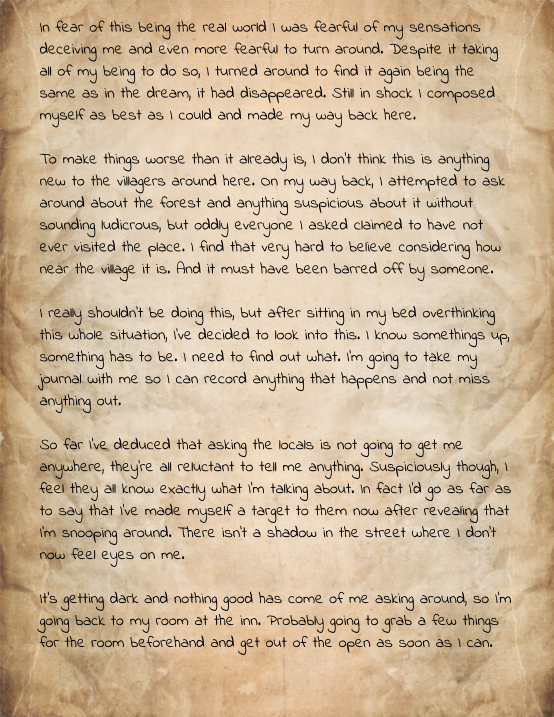 In fear of this being the real world I was fearful of my sensations
deceiving me and even more fearful to turn around. Despite it taking
all of my being to do so, I turned around to find it again being the
same as in the dream, it had disappeared. Still in shock I composed
myself as best as I could and made my way back here.
To make things worse than it already is, I don't think this is anything
new to the villagers around here. On my way back, I attempted to ask
around about the forest and anything suspicious about it without
sounding ludicrous, but oddly everyone I asked claimed to have not
ever visited the place. I find that very hard to believe considering how
near the village it is. And it must have been barred off by someone.
I really shouldn't be doing this, but after sitting in my bed overthinking
this whole situation, I've decided to look into this. I know somethings up,
something has to be. I need to find out what. I'm going to take my
journal with me so I can record anything that happens and not miss
anything out.
So far I've deduced that asking the locals is not going to get me
anywhere, they're all reluctant to tell me anything. Suspiciously though, I
feel they all know exactly what I'm talking about. In fact I'd go as far as
to say that I've made myself a target to them now after revealing that
I'm snooping around. There isn't a shadow in the street where I don't
now feel eyes on me.
It's getting dark and nothing good has come of me asking around, so I'm
going back to my room at the inn. Probably going to grab a few things
for the room beforehand and get out of the open as soon as I can.